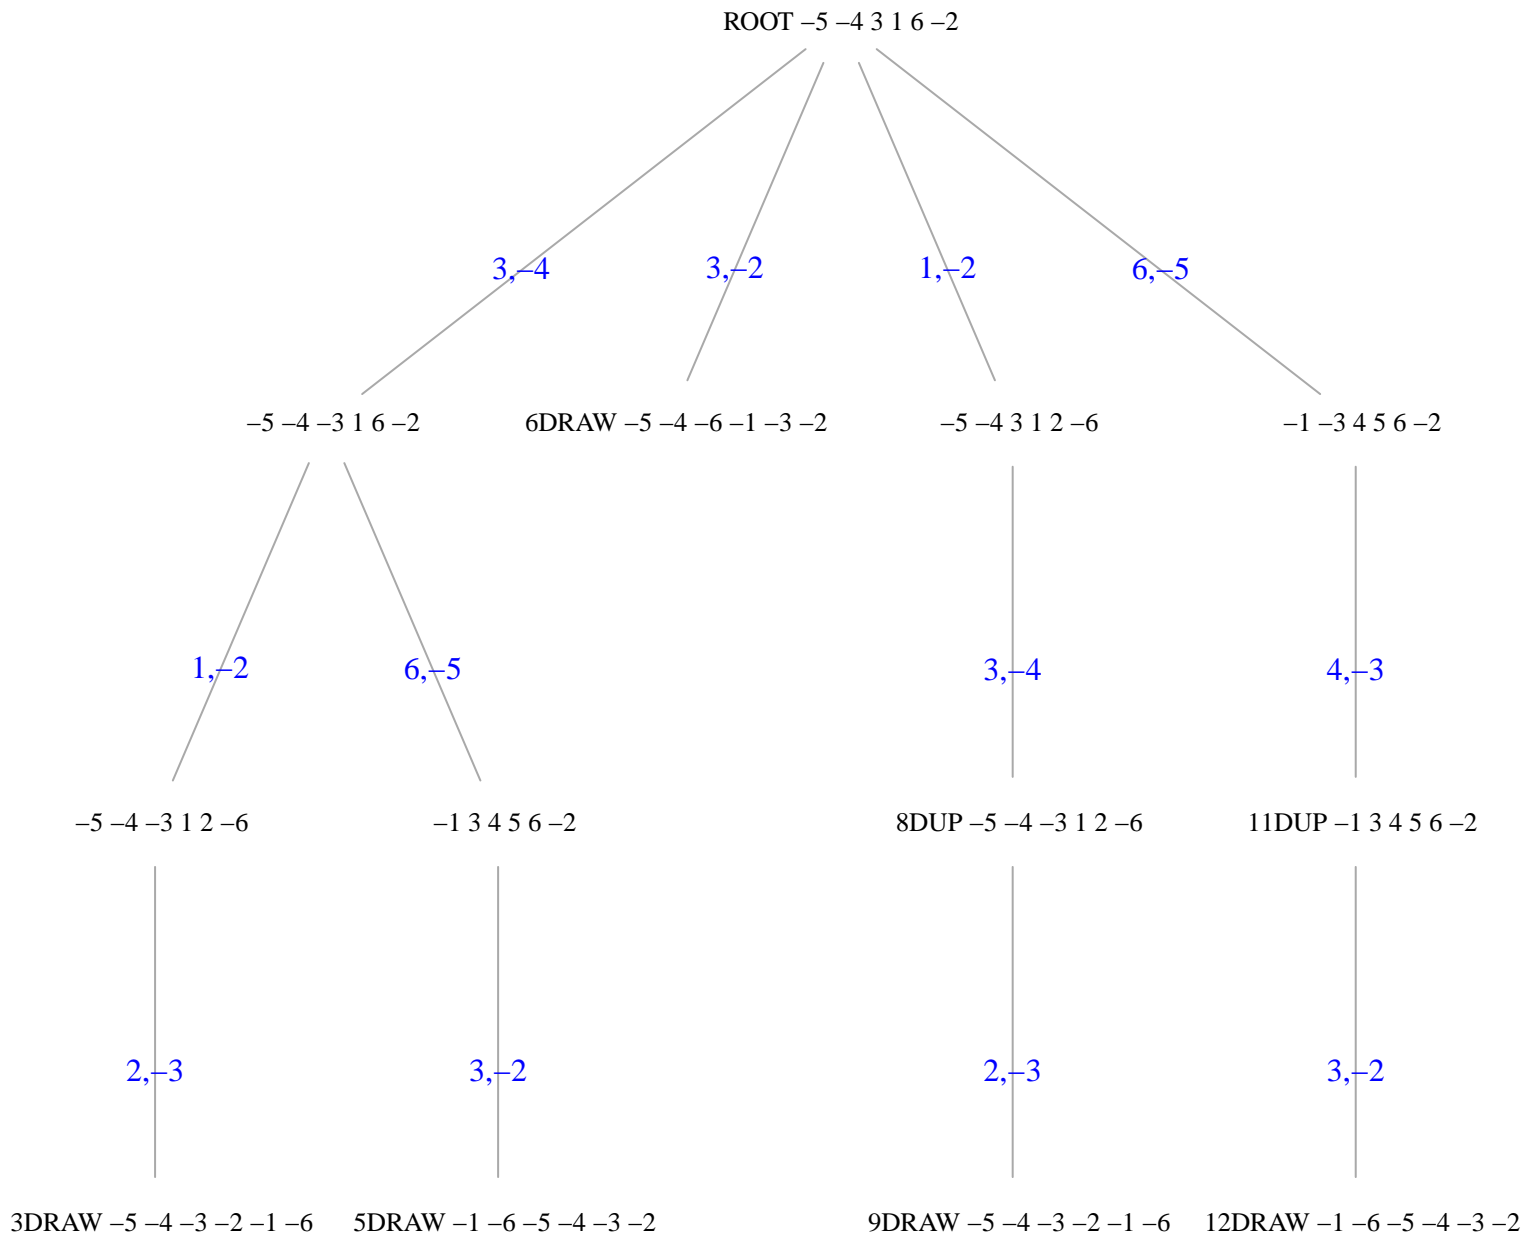 ROOT –5 –4 3 1 6 –2
3,–4
3,–2
1,–2
6,–5
–5 –4 –3 1 6 –2
6DRAW –5 –4 –6 –1 –3 –2
–5 –4 3 1 2 –6
–1 –3 4 5 6 –2
1,–2
6,–5
3,–4
4,–3
–5 –4 –3 1 2 –6
–1 3 4 5 6 –2
8DUP –5 –4 –3 1 2 –6
11DUP –1 3 4 5 6 –2
2,–3
3,–2
2,–3
3,–2
3DRAW –5 –4 –3 –2 –1 –6
5DRAW –1 –6 –5 –4 –3 –2
9DRAW –5 –4 –3 –2 –1 –6
12DRAW –1 –6 –5 –4 –3 –2